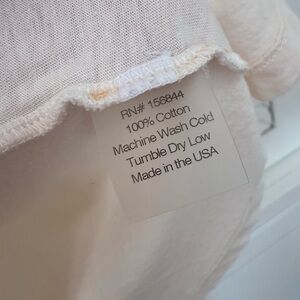 RN# 156844
100% Cotton
Machine Wash Cold
Tumble Dry Low
Made in the USA